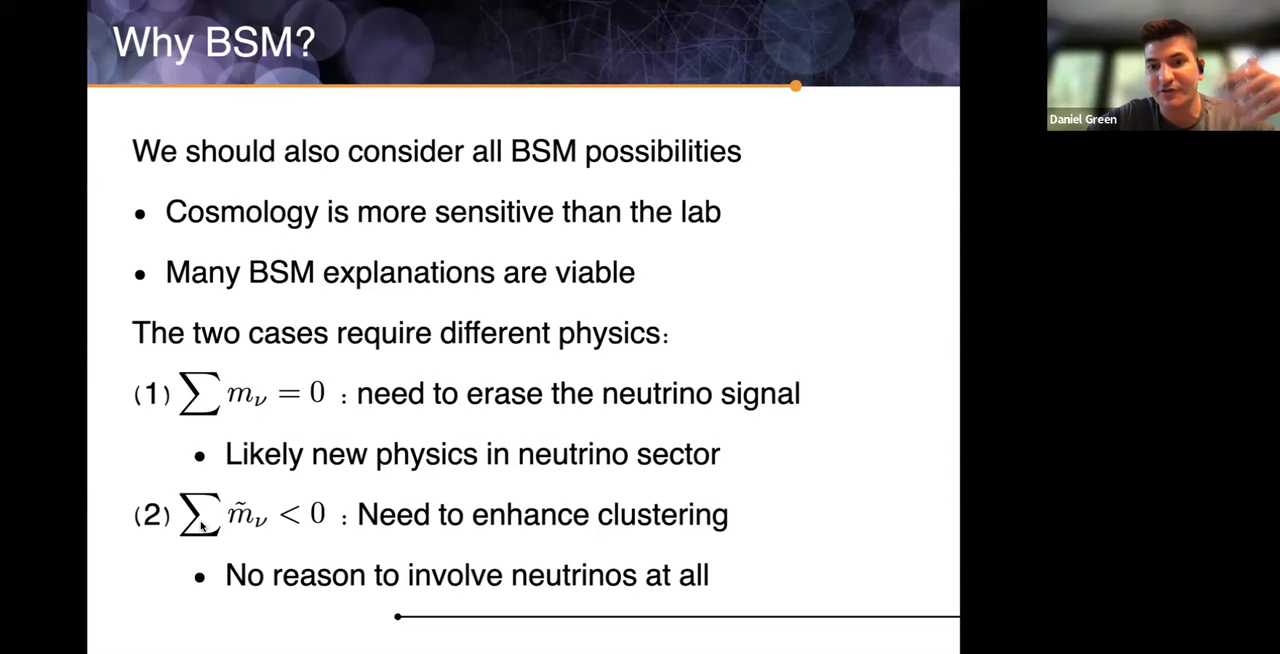 Why BSM?
Daniel Green
We should also consider all BSM possibilities
• Cosmology is more sensitive than the lab
• Many BSM explanations are viable
The two cases require different physics:
(1) ∑ mν = 0 : need to erase the neutrino signal
• Likely new physics in neutrino sector
(2) ∑ m̃ν < 0 : Need to enhance clustering
• No reason to involve neutrinos at all